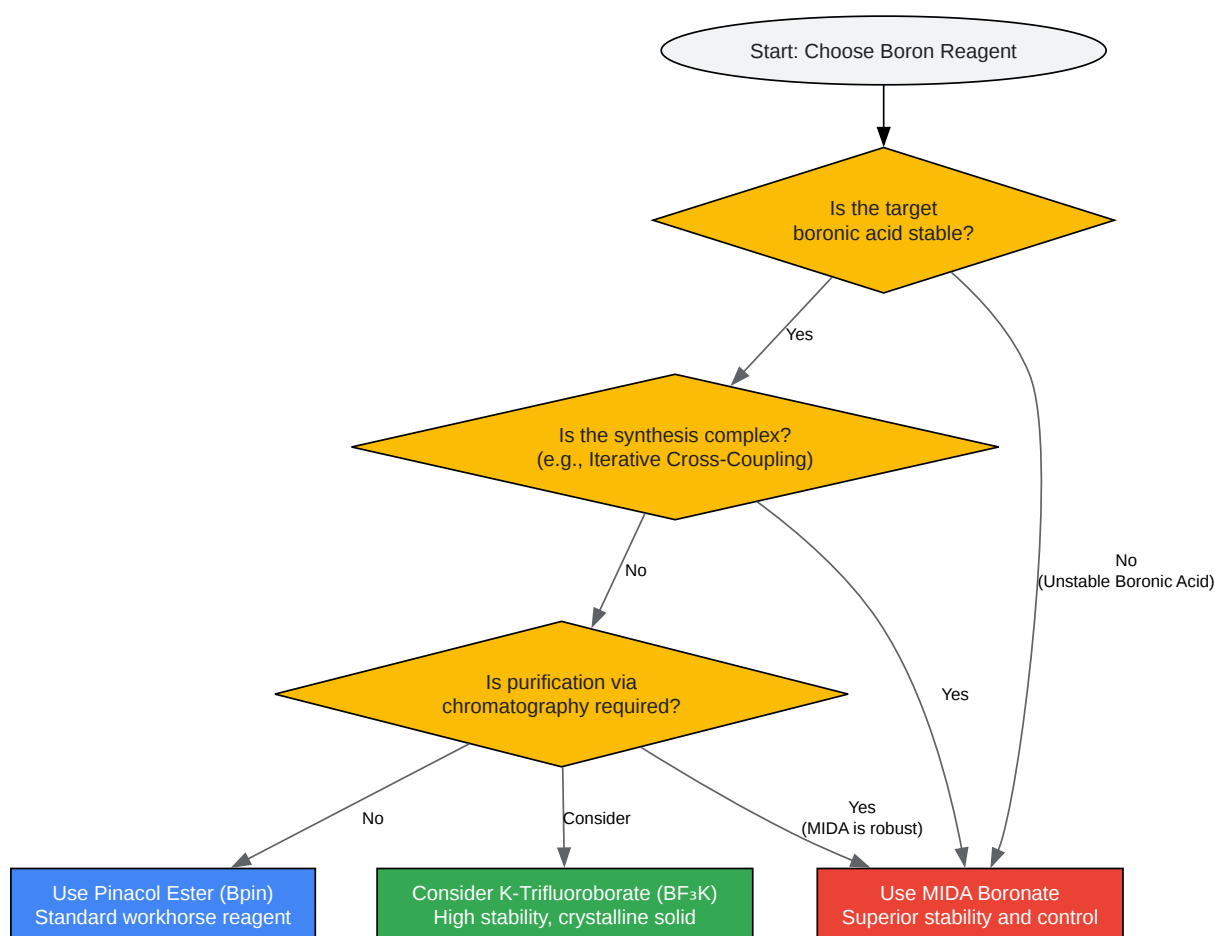 Start: Choose Boron Reagent
Is the target
boronic acid stable?
Yes
Is the synthesis complex?
(e.g., Iterative Cross-Coupling)
No
No
(Unstable Boronic Acid)
Is purification via
chromatography required?
Yes
No
Consider
Yes
(MIDA is robust)
Use Pinacol Ester (Bpin)
Standard workhorse reagent
Consider K-Trifluoroborate (BF₃K)
High stability, crystalline solid
Use MIDA Boronate
Superior stability and control